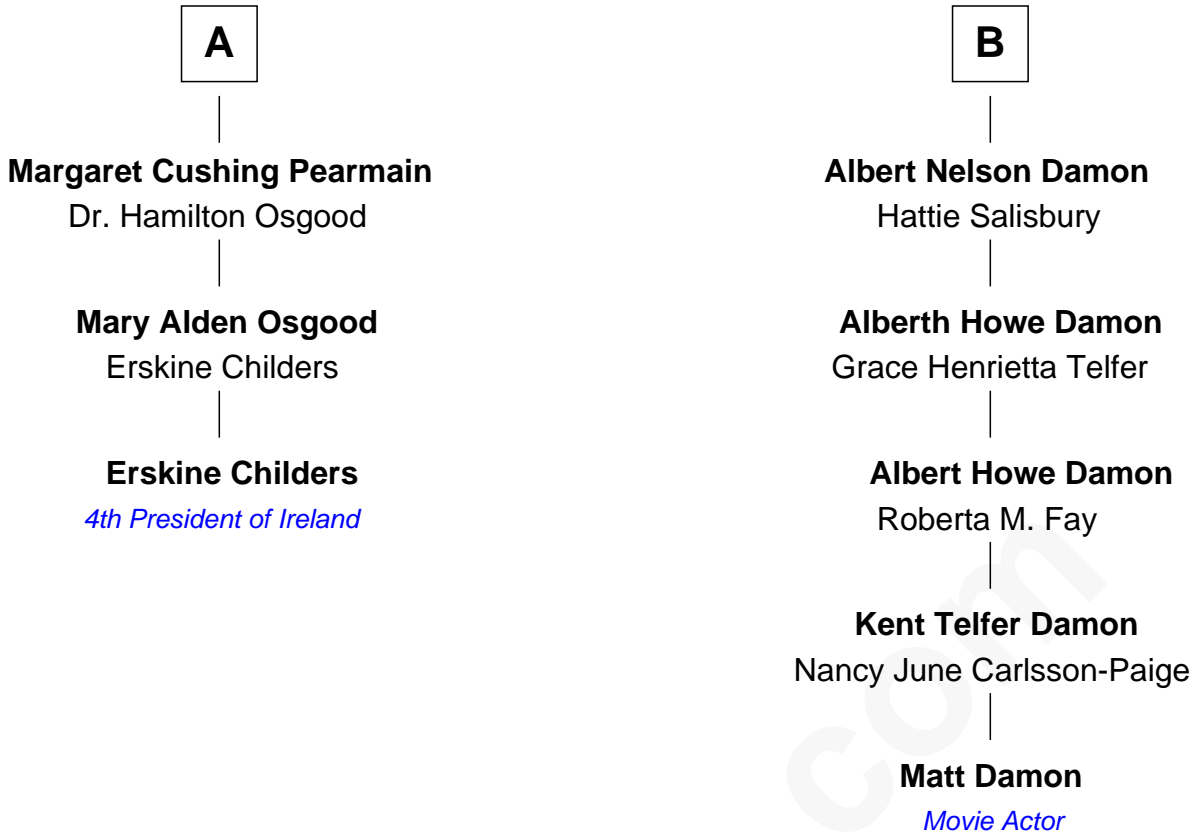 A
Margaret Cushing Pearmain
Dr. Hamilton Osgood
Mary Alden Osgood
Erskine Childers
Erskine Childers
4th President of Ireland
B
Albert Nelson Damon
Hattie Salisbury
Alberth Howe Damon
Grace Henrietta Telfer
Albert Howe Damon
Roberta M. Fay
Kent Telfer Damon
Nancy June Carlsson-Paige
Matt Damon
Movie Actor
com